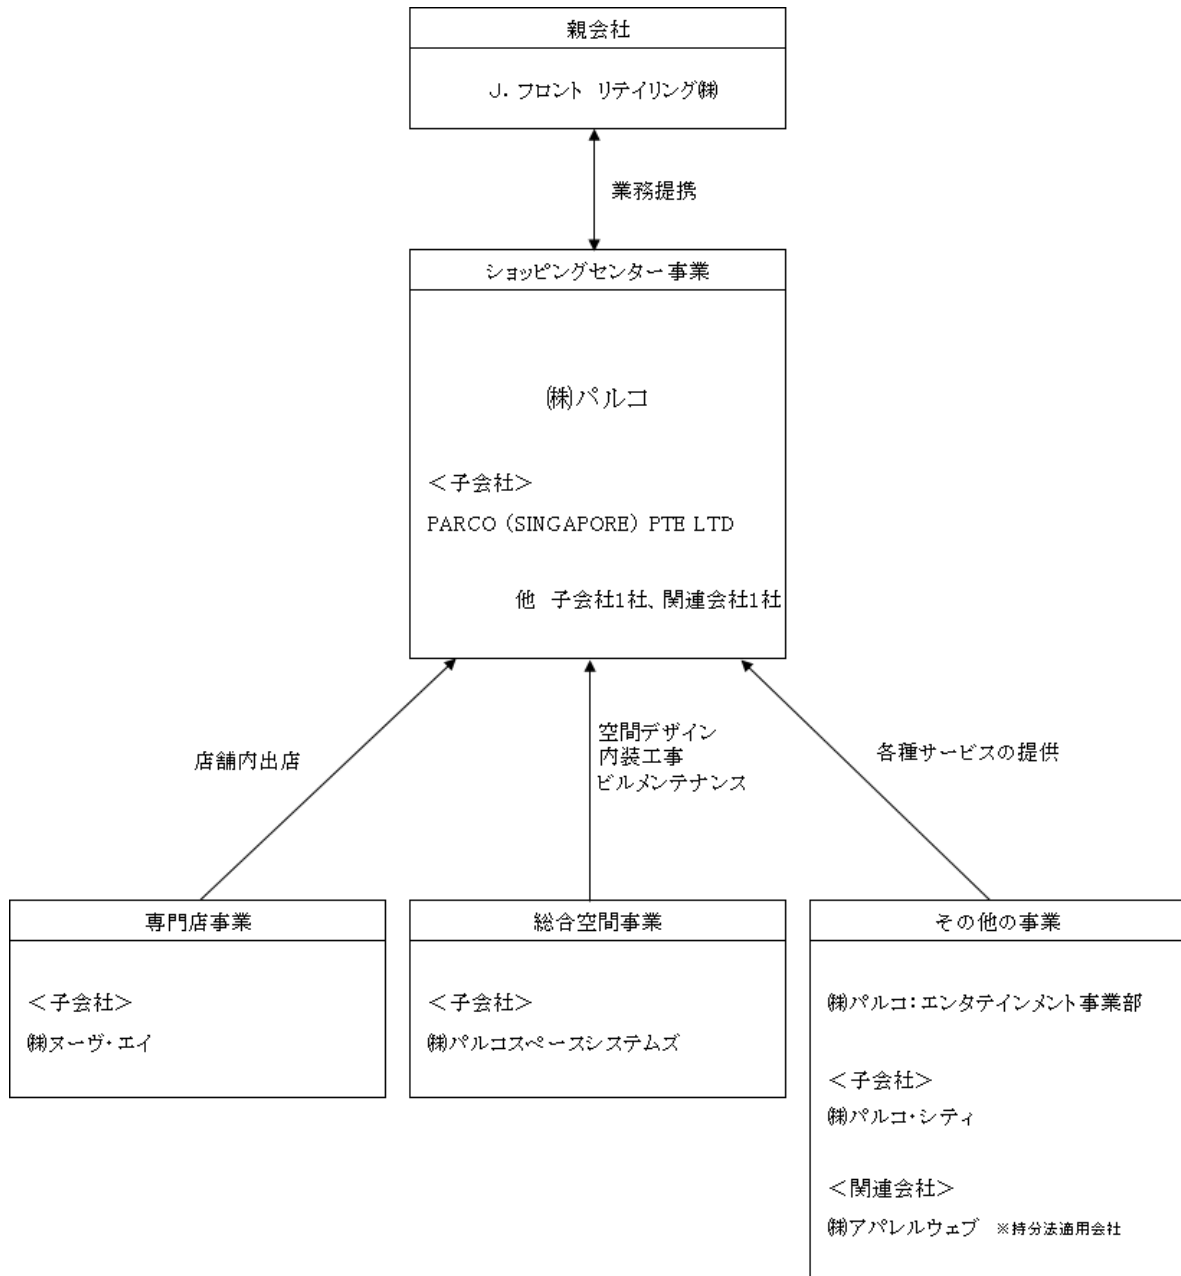 親会社
J. フロント リテイリング㈱
業務提携
ショッピングセンター事業
㈱パルコ
＜子会社＞
PARCO (SINGAPORE) PTE LTD
他 子会社1社、関連会社1社
店舗内出店
空間デザイン
内装工事
ビルメンテナンス
各種サービスの提供
専門店事業
＜子会社＞
㈱ヌーヴ・エイ
総合空間事業
＜子会社＞
㈱パルコスペースシステムズ
その他の事業
㈱パルコ：エンタテインメント事業部
＜子会社＞
㈱パルコ・シティ
＜関連会社＞
㈱アパレルウェブ ※持分法適用会社